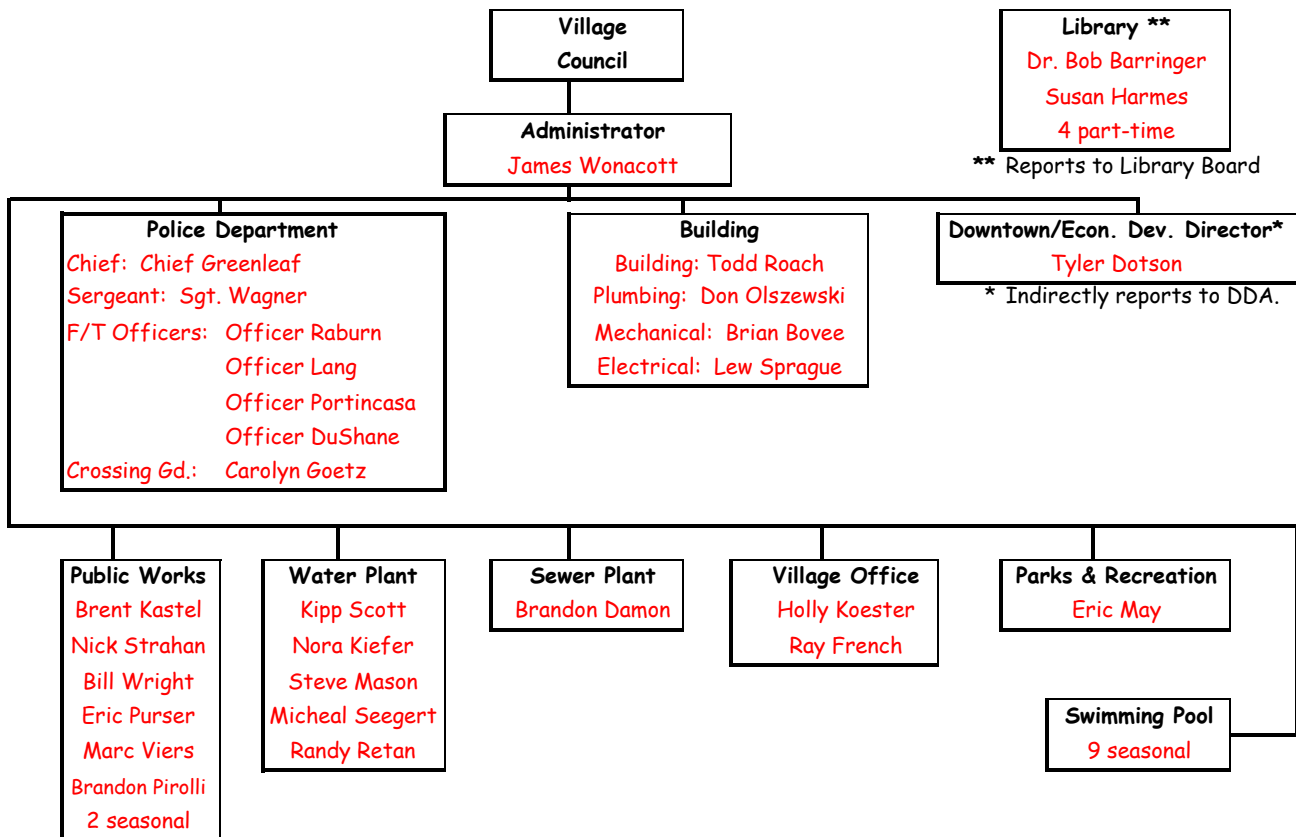 Village
Council
Library **
Dr. Bob Barringer
Susan Harmes
4 part-time
** Reports to Library Board
Administrator
James Wonacott
Police Department
Chief: Chief Greenleaf
Sergeant: Sgt. Wagner
F/T Officers: Officer Raburn
Officer Lang
Officer Portincasa
Officer DuShane
Crossing Gd.: Carolyn Goetz
Building
Building: Todd Roach
Plumbing: Don Olszewski
Mechanical: Brian Bovee
Electrical: Lew Sprague
Downtown/Econ. Dev. Director*
Tyler Dotson
* Indirectly reports to DDA.
Public Works
Brent Kastel
Nick Strahan
Bill Wright
Eric Purser
Marc Viers
Brandon Pirolli
2 seasonal
Water Plant
Kipp Scott
Nora Kiefer
Steve Mason
Micheal Seegert
Randy Retan
Sewer Plant
Brandon Damon
Village Office
Holly Koester
Ray French
Parks & Recreation
Eric May
Swimming Pool
9 seasonal